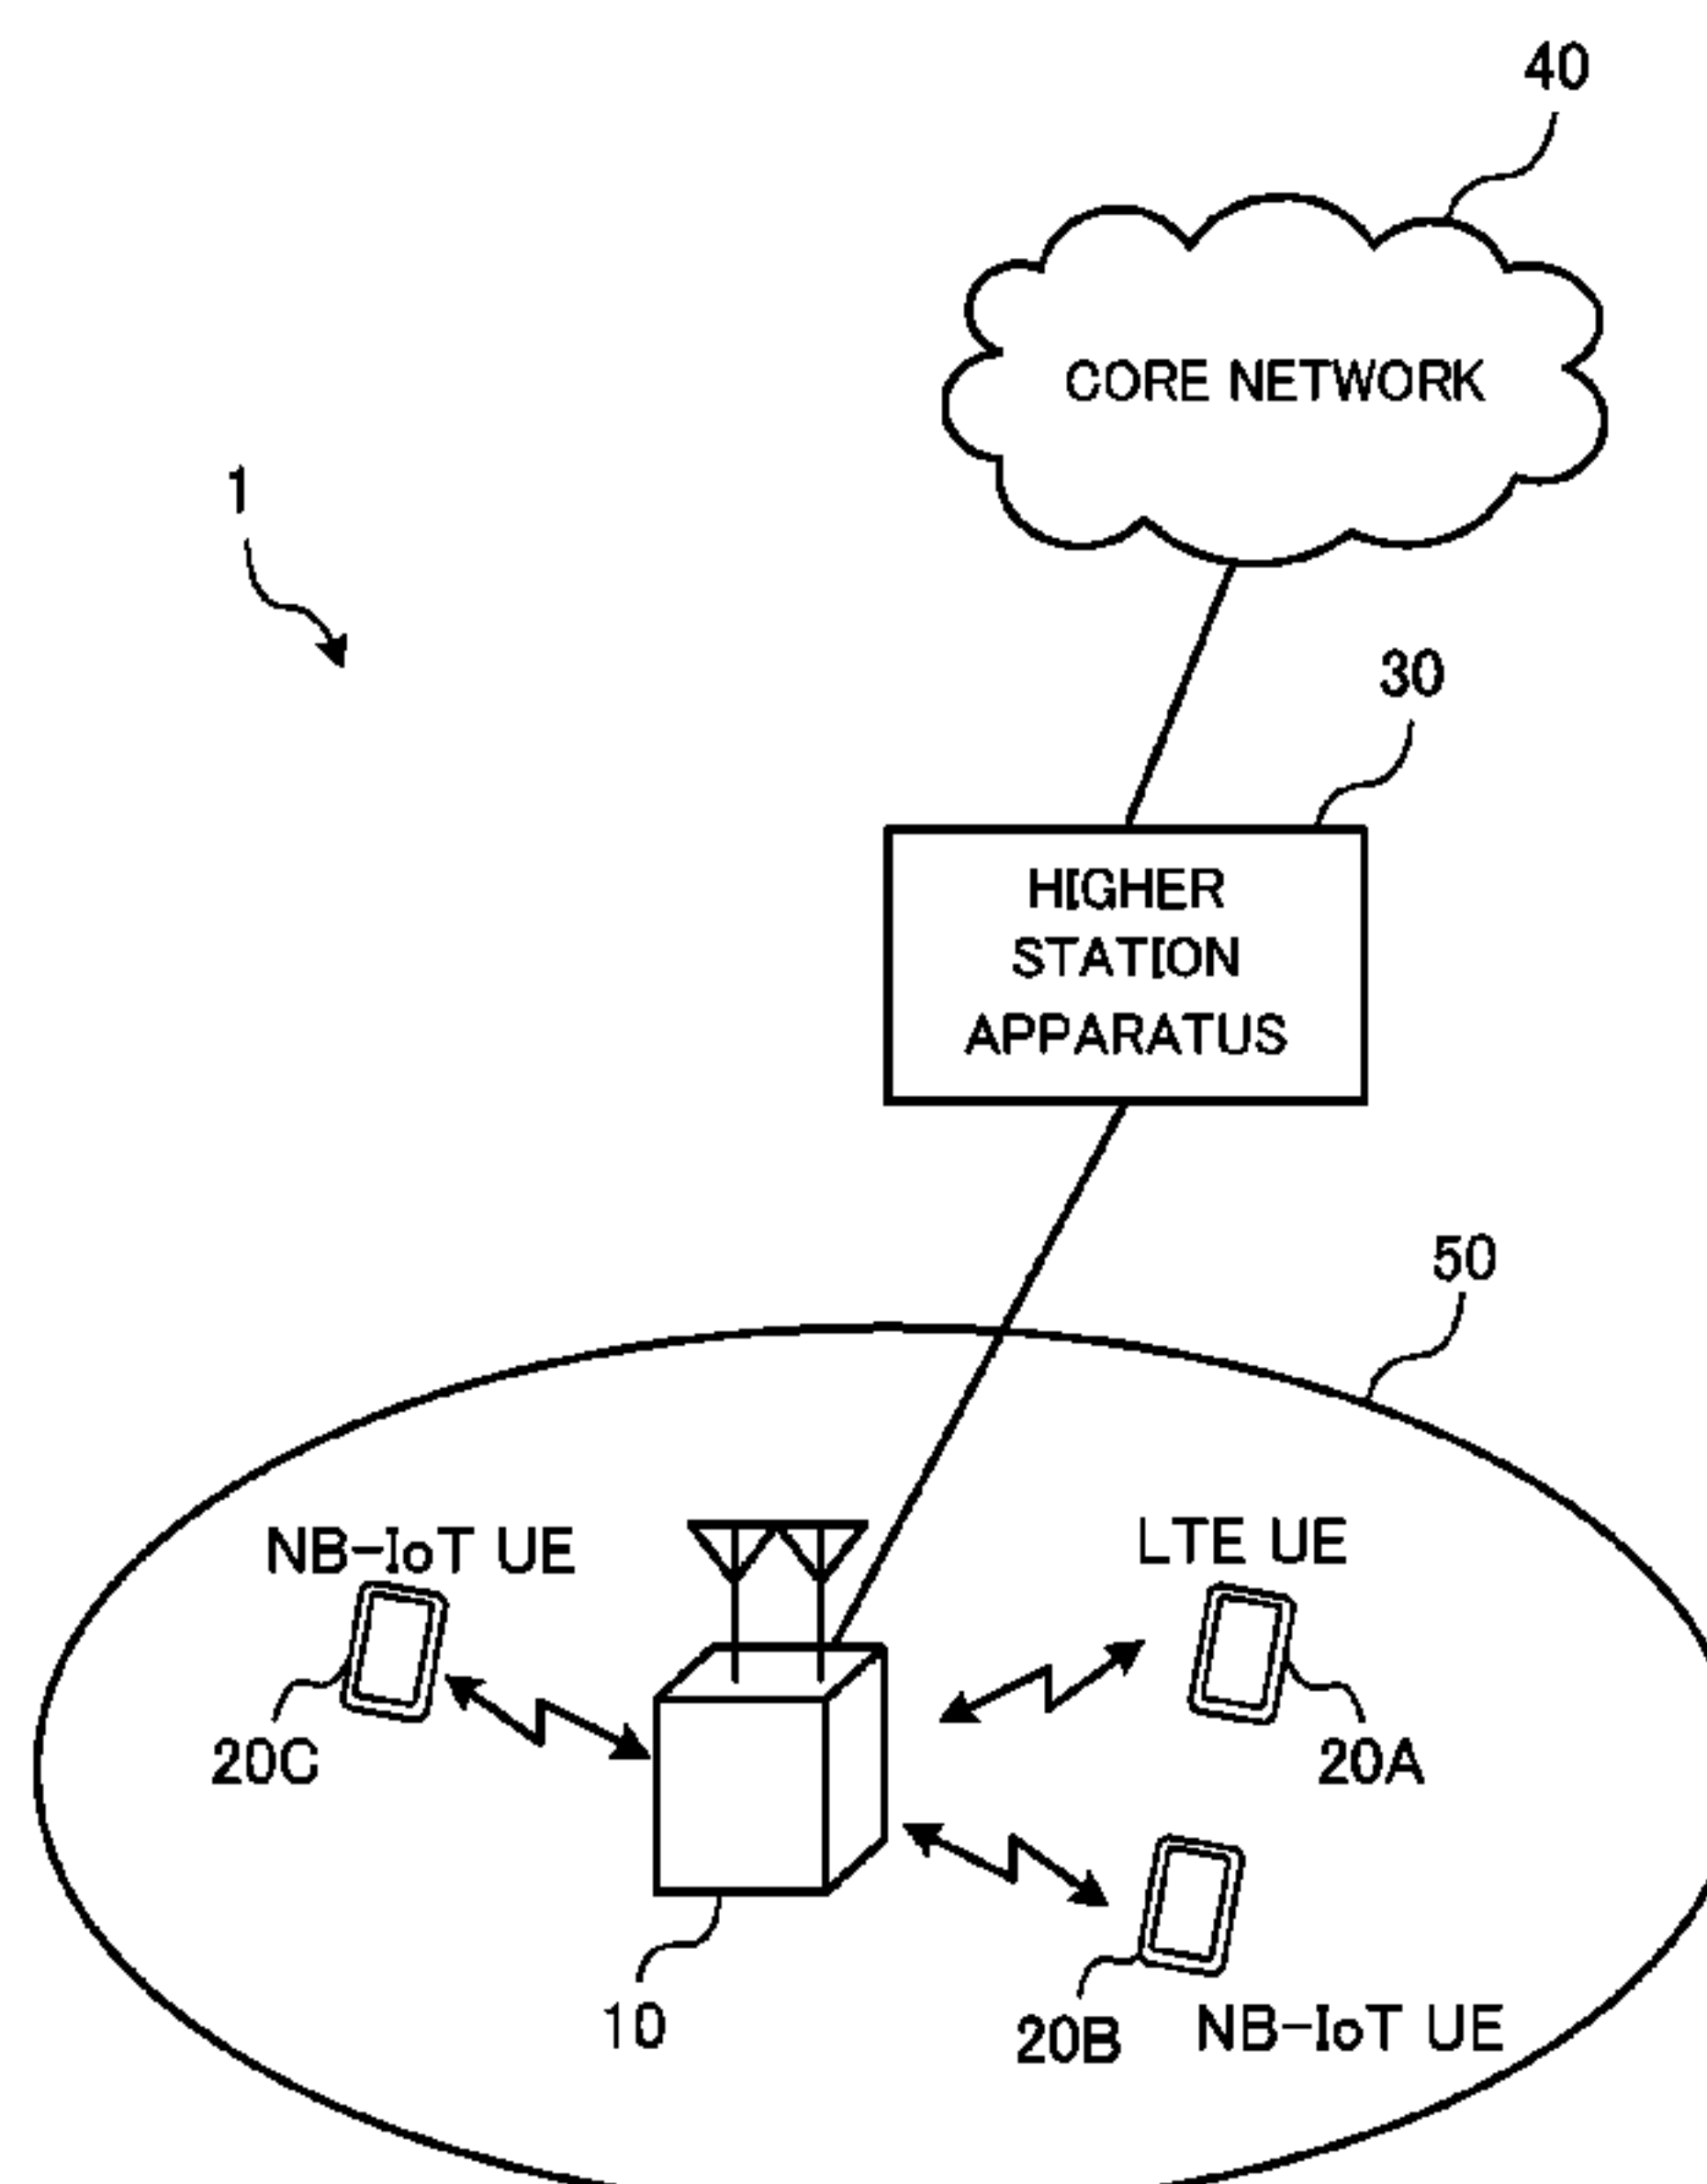 40
CORE NETWORK
1
30
HIGHER
STATION
APPARATUS
50
NB-IoT UE
LTE UE
20C
20A
10
20B
NB-IoT UE